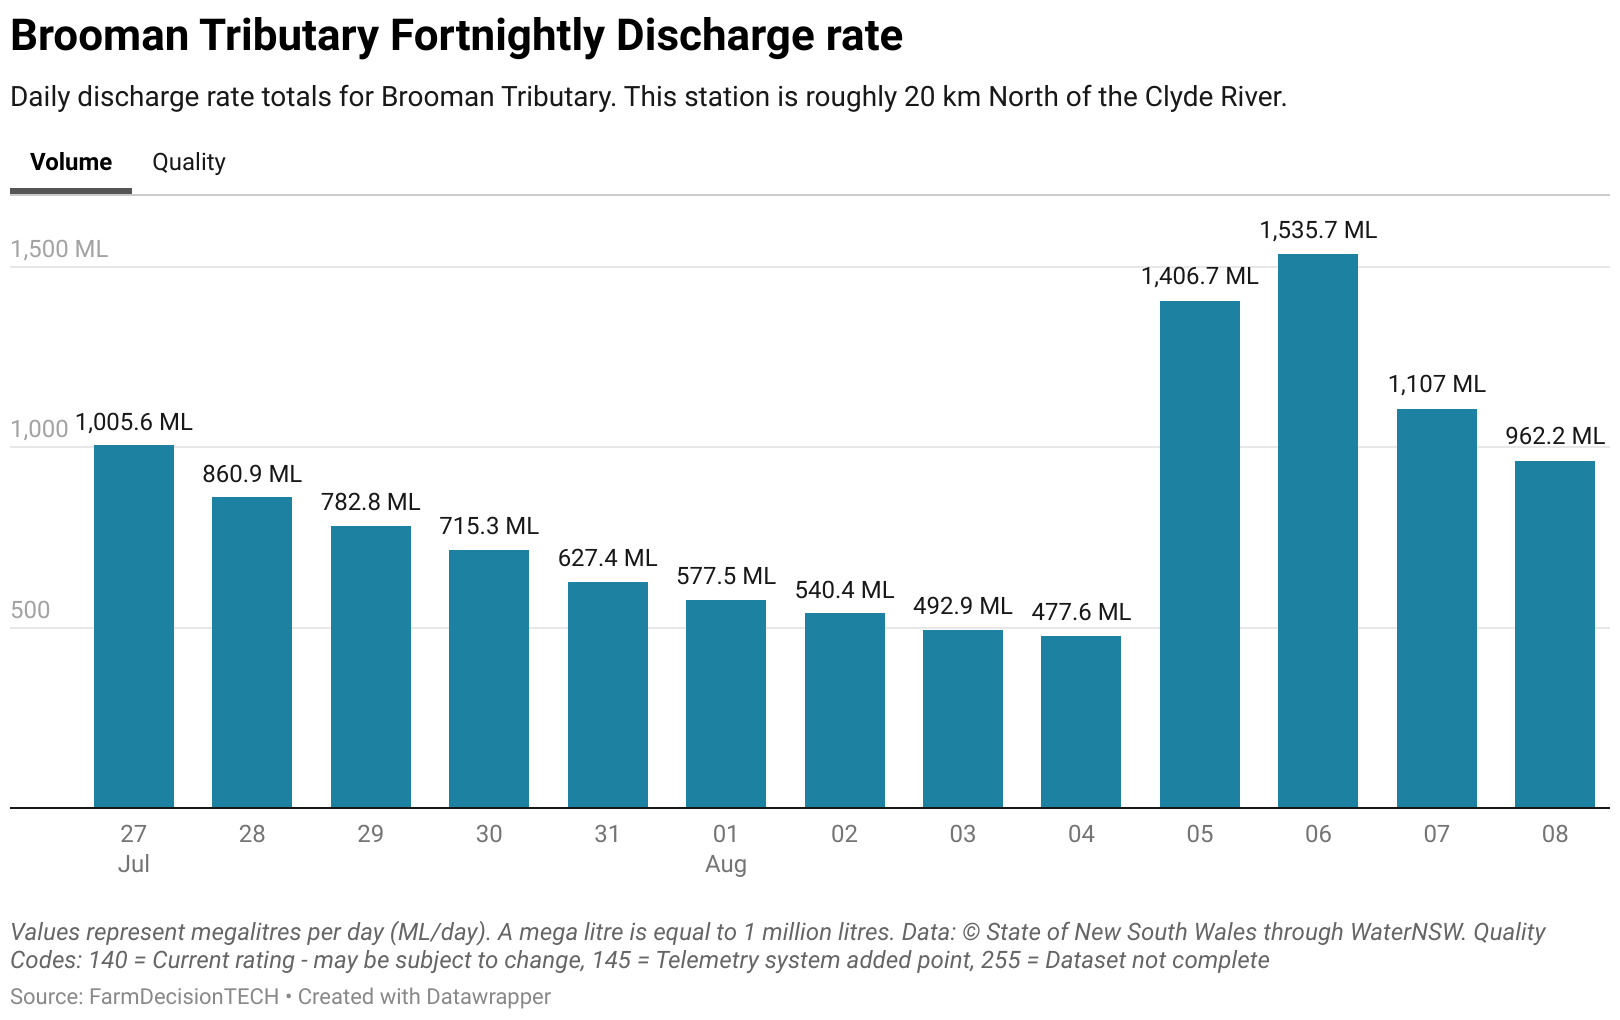 Brooman Tributary Fortnightly Discharge rate
Daily discharge rate totals for Brooman Tributary. This station is roughly 20 km North of the Clyde River.
Volume Quality
1,500 ML
1,000
500
1,005.6 ML
860.9 ML
782.8 ML
715.3 ML
627.4 ML
577.5 ML
540.4 ML
492.9 ML
477.6 ML
1,406.7 ML
1,535.7 ML
1,107 ML
962.2 ML
27 28 29 30 31 01 02 03 04 05 06 07 08
Jul Aug
Values represent megalitres per day (ML/day). A mega litre is equal to 1 million litres. Data: © State of New South Wales through WaterNSW. Quality
Codes: 140 = Current rating - may be subject to change, 145 = Telemetry system added point, 255 = Dataset not complete
Source: FarmDecisionTECH • Created with Datawrapper